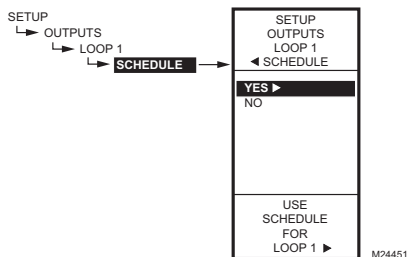 SETUP
OUTPUTS
LOOP 1
SCHEDULE
SETUP
OUTPUTS
LOOP 1
◄ SCHEDULE
YES ►
NO
USE
SCHEDULE
FOR
LOOP 1 ►
M24451